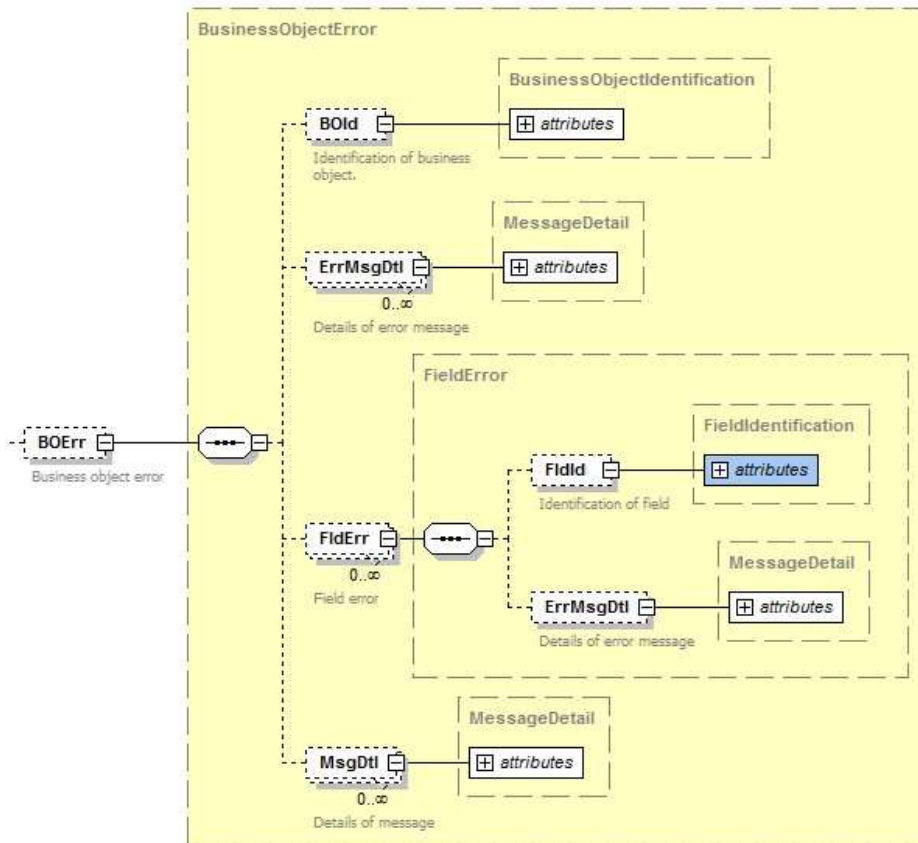 BusinessObjectError
BusinessObjectIdentification
BOId
attributes
Identification of business
object.
MessageDetail
ErrMsgDtl
attributes
0..∞
Details of error message
FieldError
FieldIdentification
BOErr
FldId
attributes
Business object error
Identification of field
FldErr
MessageDetail
0..∞
Field error
ErrMsgDtl
attributes
Details of error message
MessageDetail
MsgDtl
attributes
0..∞
Details of message